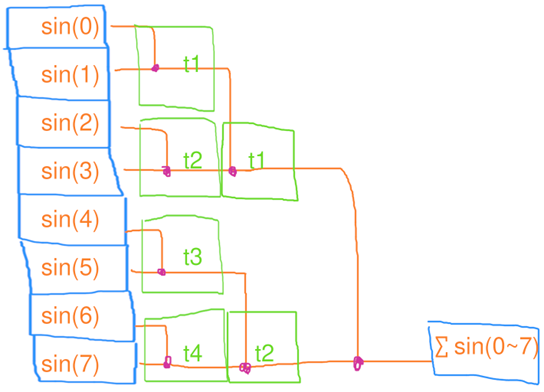 sin(0)
t1
sin(1)
sin(2)
t2
t1
sin(3)
sin(4)
t3
sin(5)
sin(6)
t4
t2
∑ sin(0~7)
sin(7)